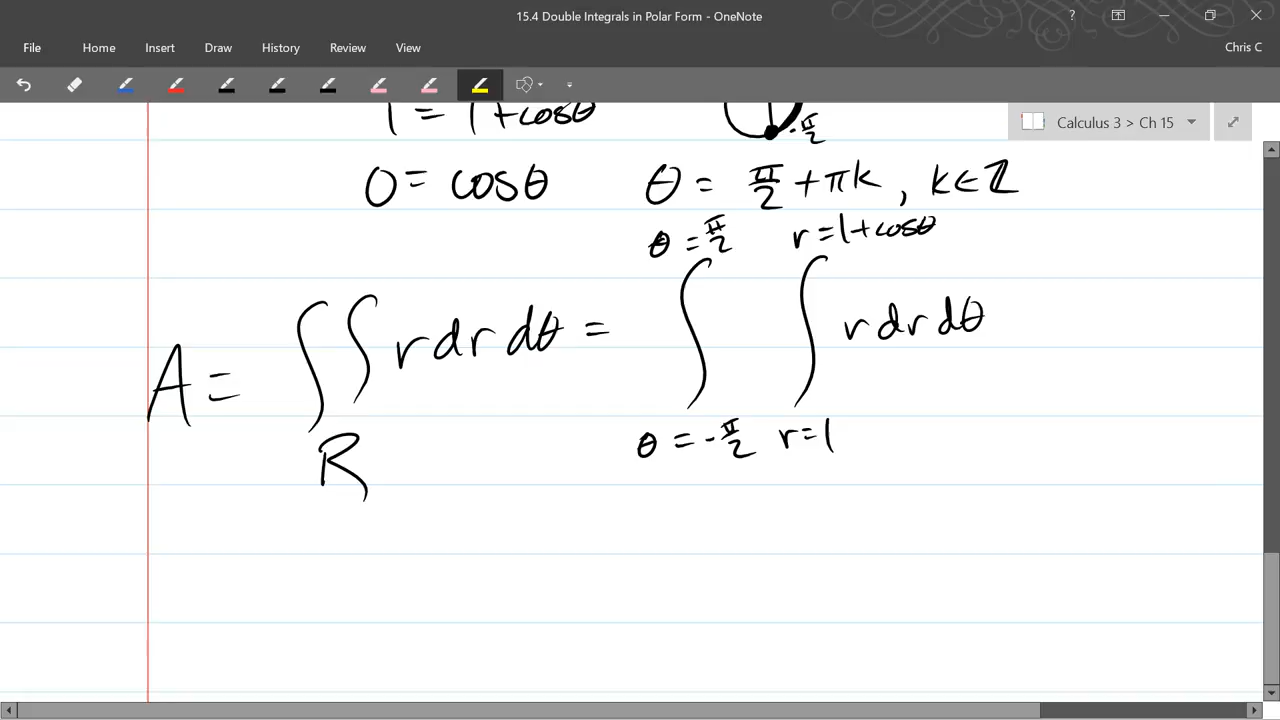 15.4 Double Integrals in Polar Form - OneNote
File Home Insert Draw History Review View Chris C
Calculus 3 > Ch 15
1 = 1+cosθ -π/2
0 = cosθ θ = π/2 + πk, k∈ℤ
θ = π/2 r = 1+cosθ
A = ∫∫ r dr dθ = ∫ ∫ r dr dθ
R θ = -π/2 r = 1